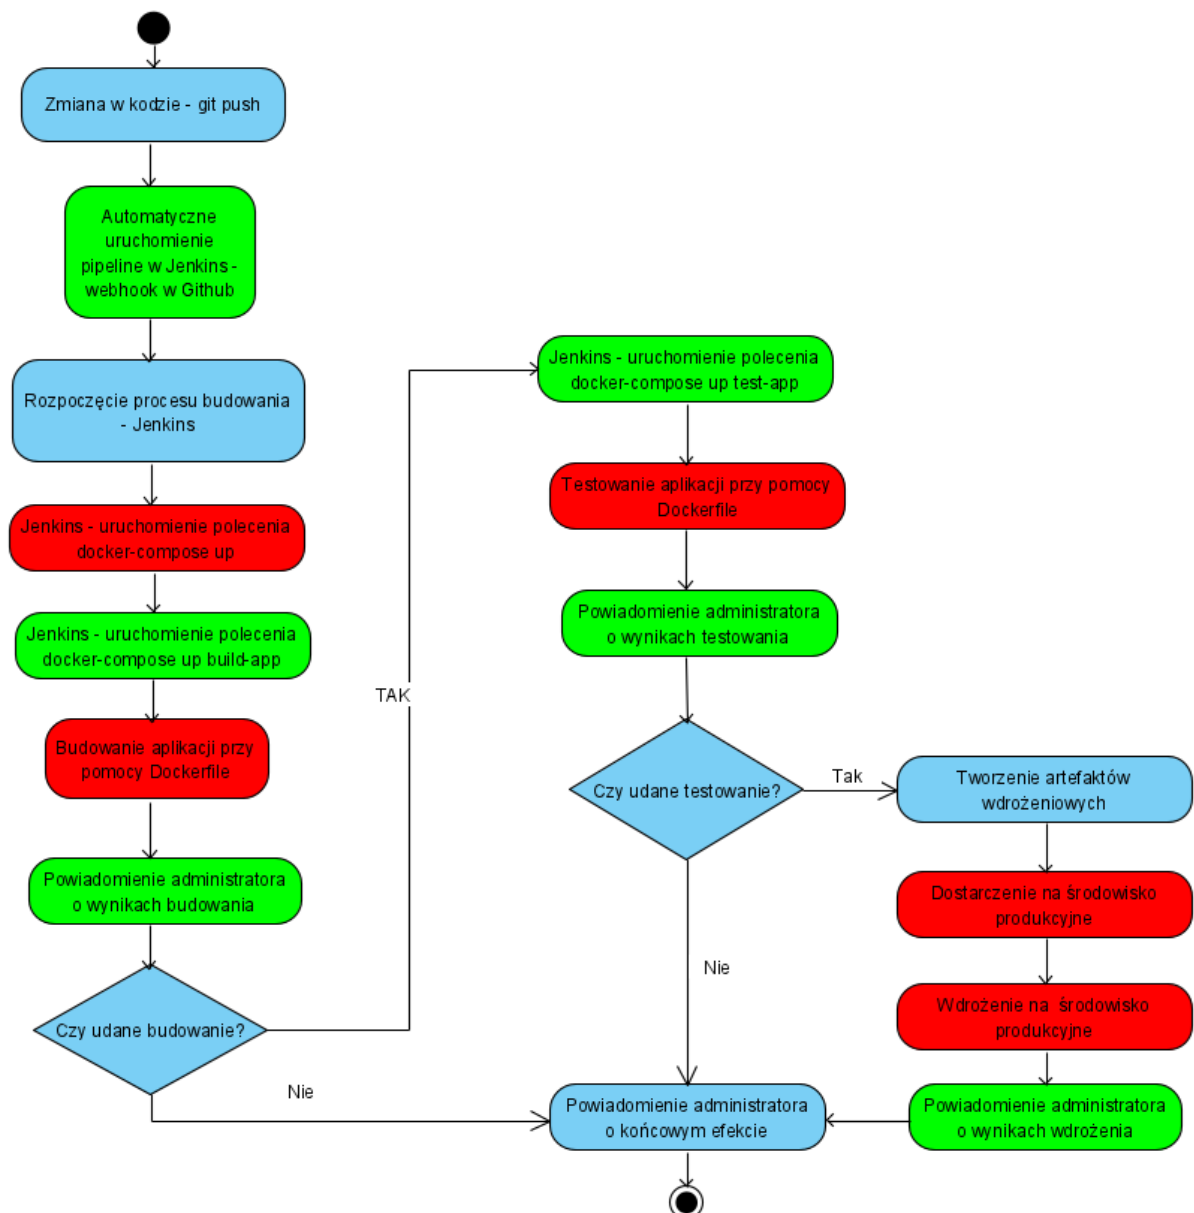 Zmiana w kodzie - git push
Automatyczne
uruchomienie
pipeline w Jenkins -
webhook w Github
Rozpoczęcie procesu budowania
- Jenkins
Jenkins - uruchomienie polecenia
docker-compose up
Jenkins - uruchomienie polecenia
docker-compose up build-app
Budowanie aplikacji przy
pomocy Dockerfile
Powiadomienie administratora
o wynikach budowania
Czy udane budowanie?
Nie
TAK
Jenkins - uruchomienie polecenia
docker-compose up test-app
Testowanie aplikacji przy pomocy
Dockerfile
Powiadomienie administratora
o wynikach testowania
Czy udane testowanie?
Tak
Nie
Tworzenie artefaktów
wdrożeniowych
Dostarczenie na środowisko
produkcyjne
Wdrożenie na środowisko
produkcyjne
Powiadomienie administratora
o wynikach wdrożenia
Powiadomienie administratora
o końcowym efekcie